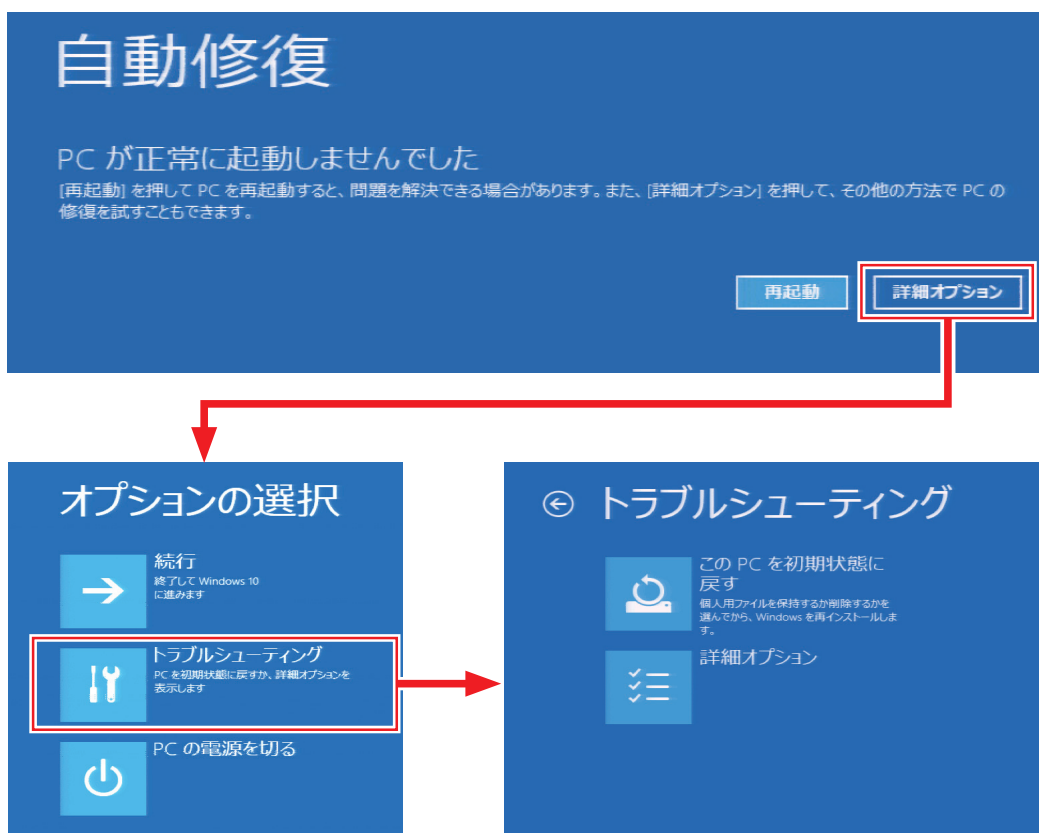 自動修復
PC が正常に起動しませんでした
[再起動] を押して PC を再起動すると、問題を解決できる場合があります。また、[詳細オプション] を押して、その他の方法で PC の
修復を試すこともできます。
再起動
詳細オプション
オプションの選択
続行
終了して Windows 10
に進みます
トラブルシューティング
PC を初期状態に戻すか、詳細オプションを
表示します
PC の電源を切る
トラブルシューティング
この PC を初期状態に
戻す
個人用ファイルを保持するか削除するかを
選んでから、Windows を再インストールしま
す。
詳細オプション